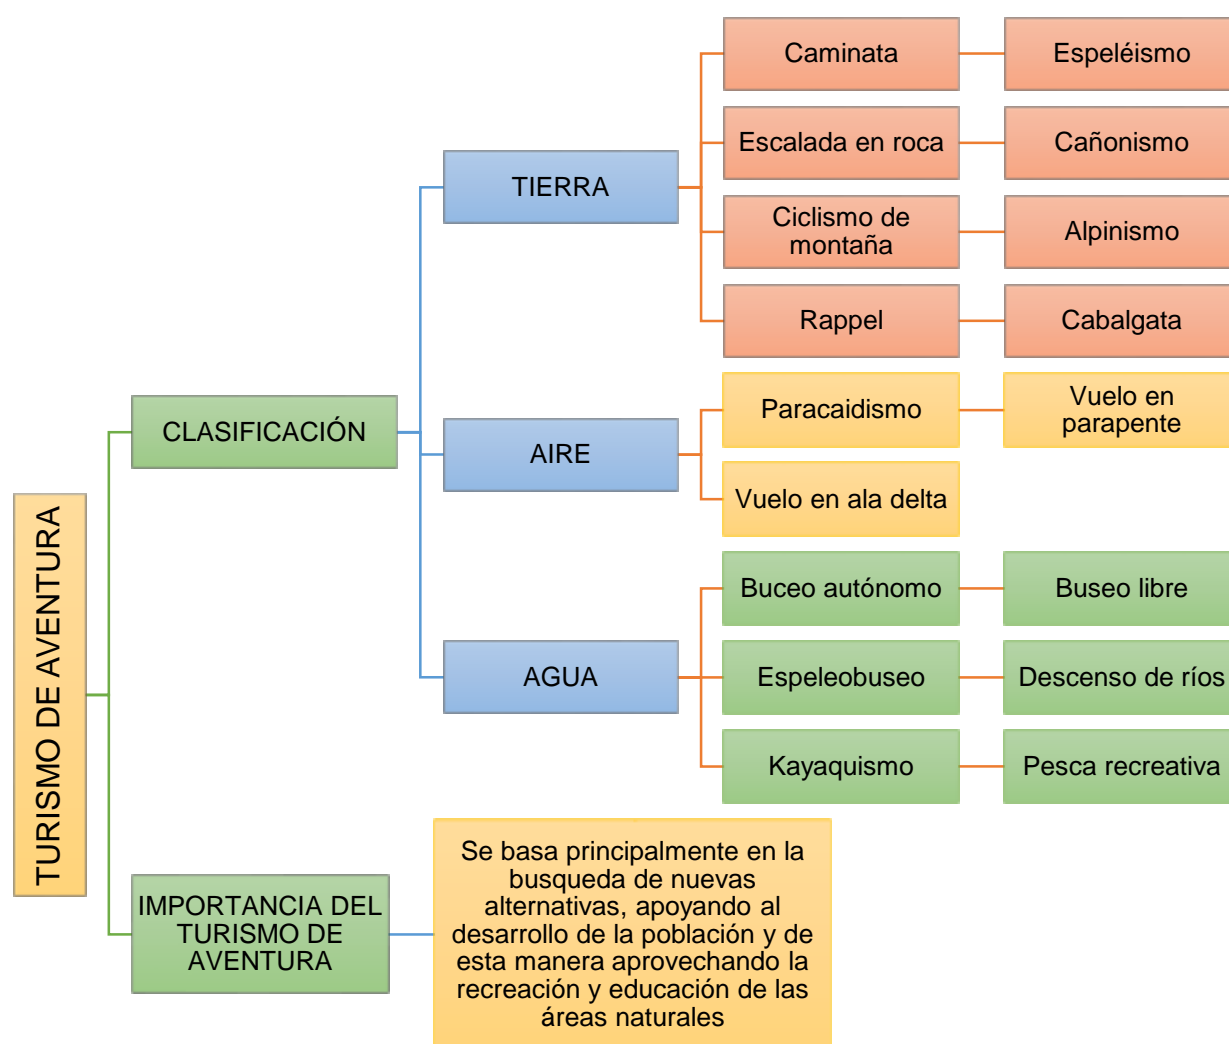 TURISMO DE AVENTURA
CLASIFICACIÓN
TIERRA
Caminata
Espeléismo
Escalada en roca
Cañonismo
Ciclismo de
montaña
Alpinismo
Rappel
Cabalgata
AIRE
Paracaidismo
Vuelo en
parapente
Vuelo en ala delta
AGUA
Buceo autónomo
Buseo libre
Espeleobuseo
Descenso de ríos
Kayaquismo
Pesca recreativa
IMPORTANCIA DEL
TURISMO DE
AVENTURA
Se basa principalmente en la
busqueda de nuevas
alternativas, apoyando al
desarrollo de la población y de
esta manera aprovechando la
recreación y educación de las
áreas naturales